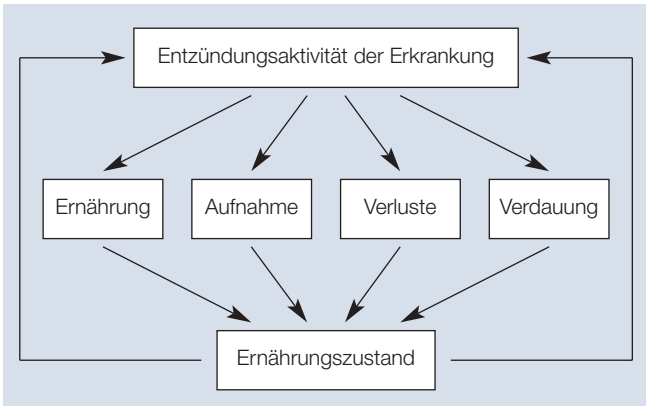 Entzündungsaktivität der Erkrankung
Ernährung
Aufnahme
Verluste
Verdauung
Ernährungszustand